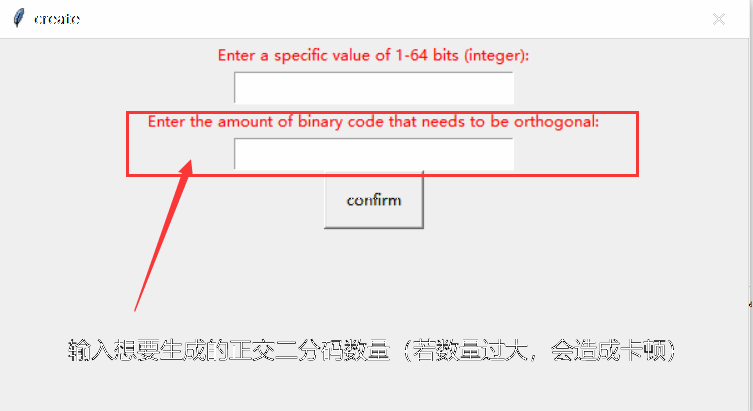 create
Enter a specific value of 1-64 bits (integer):
Enter the amount of binary code that needs to be orthogonal:
confirm
输入想要生成的正交二分码数量（若数量过大，会造成卡顿）